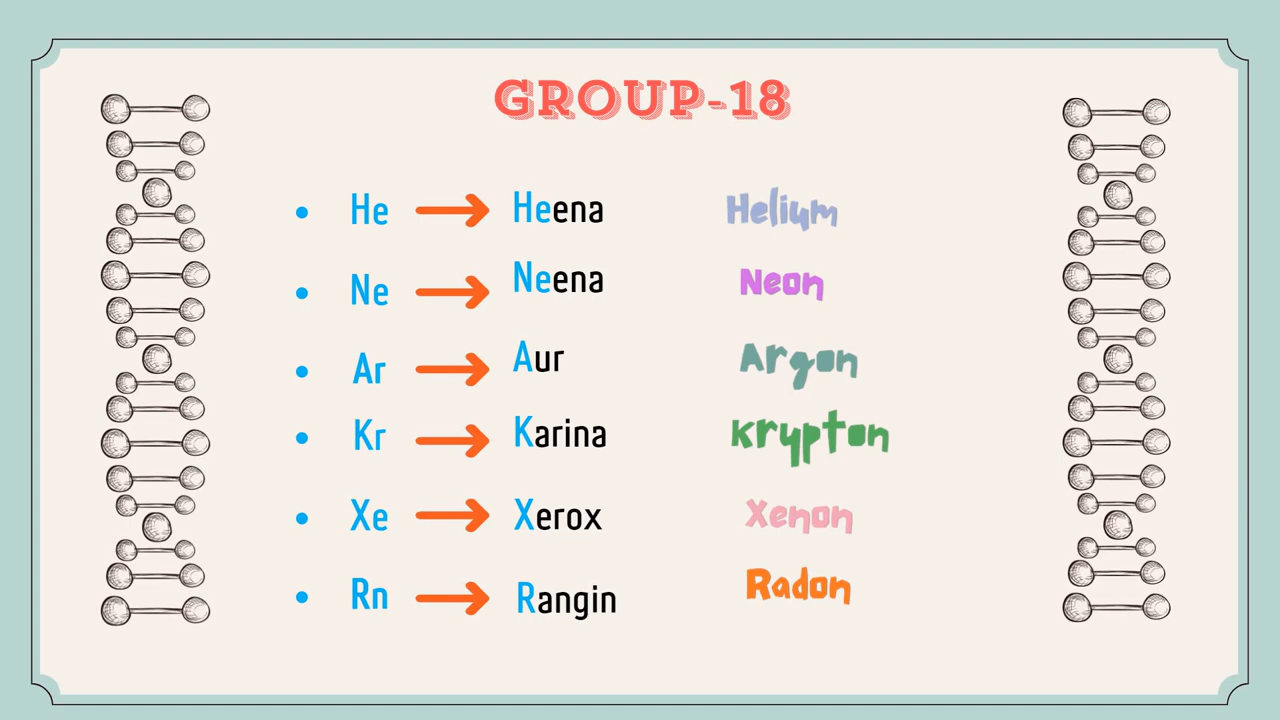 GROUP-18
• He → Heena Helium
• Ne → Neena Neon
• Ar → Aur Argon
• Kr → Karina Krypton
• Xe → Xerox Xenon
• Rn → Rangin Radon